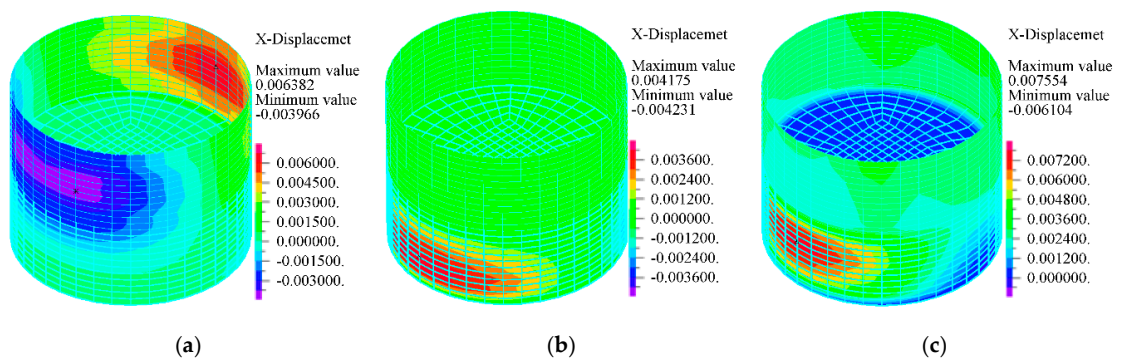 X-Displacemet
Maximum value
0.006382
Minimum value
-0.003966
0.006000.
0.004500.
0.003000.
0.001500.
0.000000.
-0.001500.
-0.003000.
(a)
X-Displacemet
Maximum value
0.004175
Minimum value
-0.004231
0.003600.
0.002400.
0.001200.
0.000000.
-0.001200.
-0.002400.
-0.003600.
(b)
X-Displacemet
Maximum value
0.007554
Minimum value
-0.006104
0.007200.
0.006000.
0.004800.
0.003600.
0.002400.
0.001200.
0.000000.
(c)